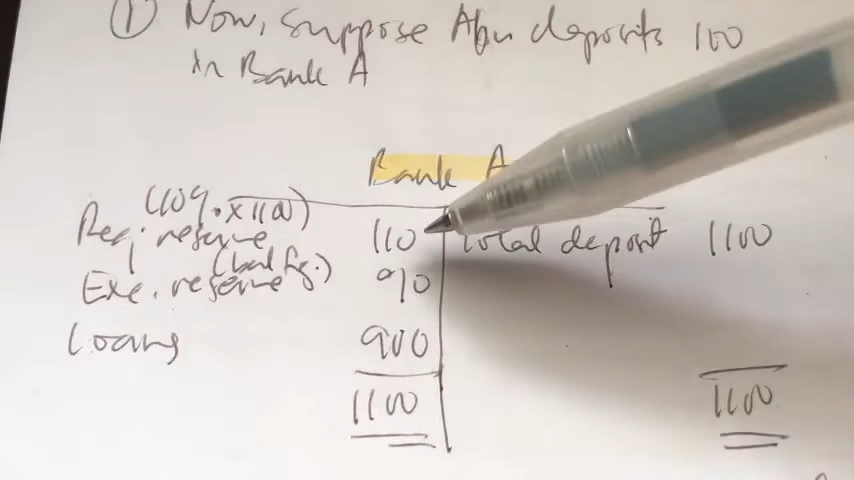 ① Now, suppose Abu deposits 100
in Bank A
Bank A
(10% x 1100)
Req. reserve 110 Total deposit 1100
(bal fig.)
Exc. reserve 90
Loans 900
1100 1100